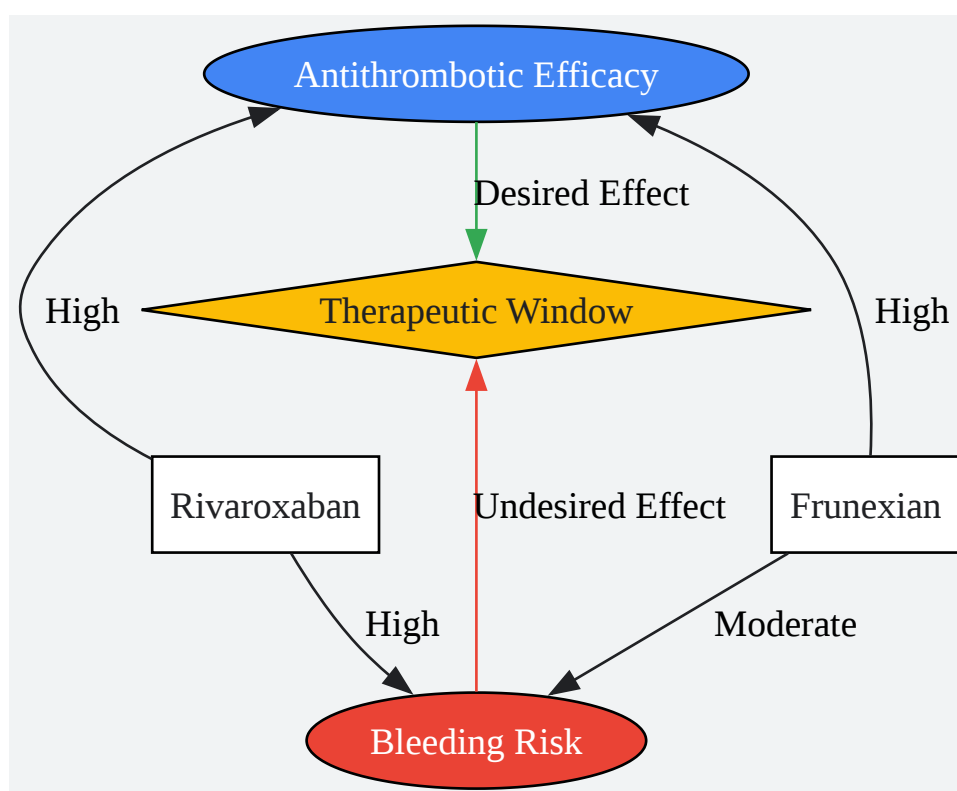 Antithrombotic Efficacy
Desired Effect
High
Therapeutic Window
High
Rivaroxaban
Undesired Effect
Frunexian
High
Moderate
Bleeding Risk